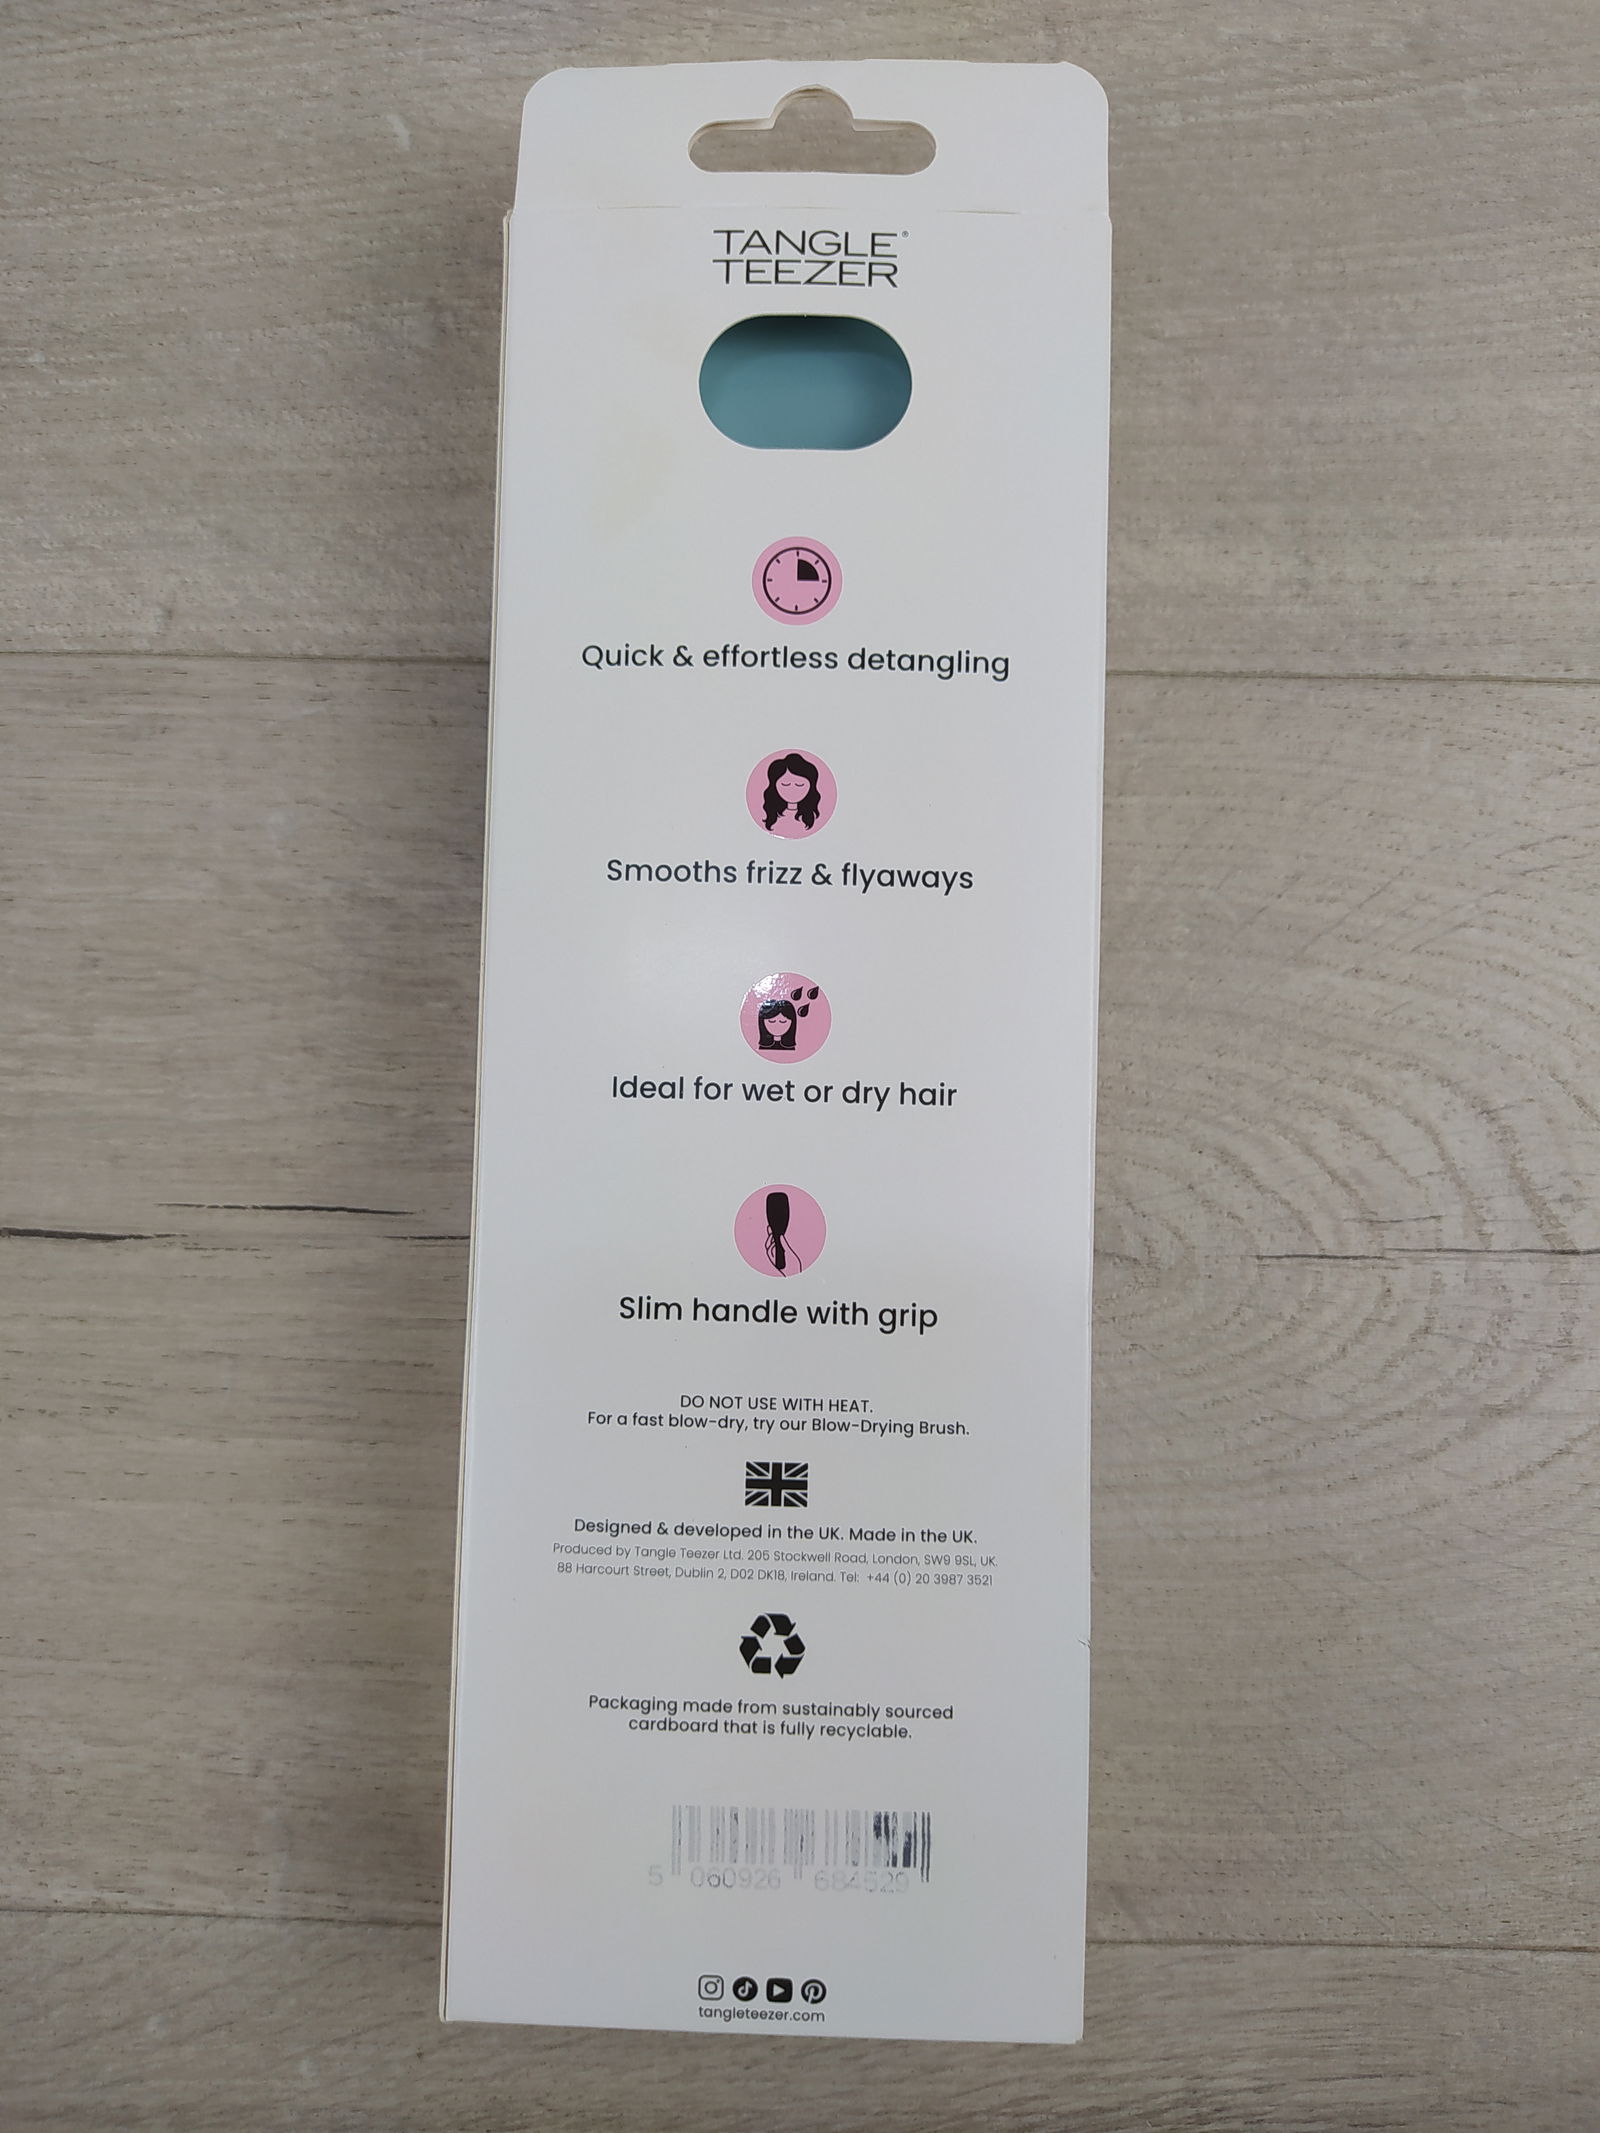 TANGLE®
TEEZER
Quick & effortless detangling
Smooths frizz & flyaways
Ideal for wet or dry hair
Slim handle with grip
DO NOT USE WITH HEAT.
For a fast blow-dry, try our Blow-Drying Brush.
Designed & developed in the UK. Made in the UK.
Produced by Tangle Teezer Ltd. 205 Stockwell Road, London, SW9 9SL, UK.
88 Harcourt Street, Dublin 2, D02 DK18, Ireland. Tel: +44 (0) 20 3987 3521
Packaging made from sustainably sourced
cardboard that is fully recyclable.
5 060926 684529
tangleteezer.com